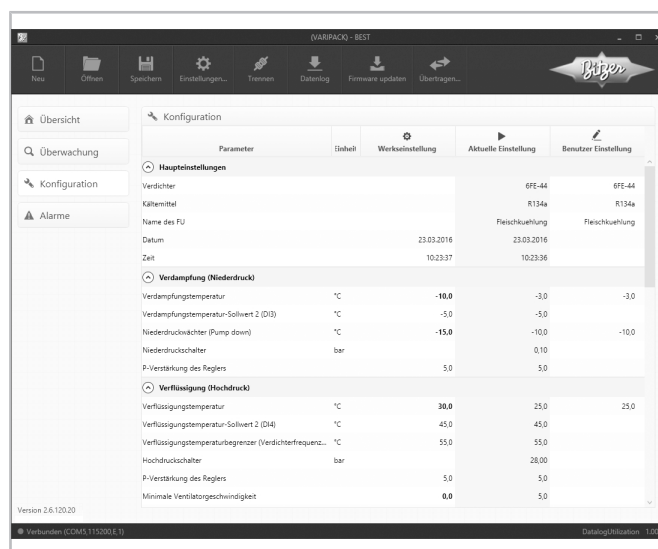 (VARIPACK) - BEST
Neu Öffnen Speichern Einstellungen... Trennen Datenlog Firmware updaten Übertragen...
Bitzer
Übersicht
Überwachung
Konfiguration
Alarme
Konfiguration
Parameter Einheit Werkseinstellung Aktuelle Einstellung Benutzer Einstellung
Haupteinstellungen
Verdichter 6FE-44 6FE-44
Kältemittel R134a R134a
Name des FU Fleischkuehlung Fleischkuehlung
Datum 23.03.2016 23.03.2016
Zeit 10:23:37 10:23:36
Verdampfung (Niederdruck)
Verdampfungstemperatur °C -10,0 -3,0 -3,0
Verdampfungstemperatur-Sollwert 2 (DI3) °C -5,0 -5,0
Niederdruckwächter (Pump down) °C -15,0 -10,0 -10,0
Niederdruckschalter bar 0,10
P-Verstärkung des Reglers 5,0 5,0
Verflüssigung (Hochdruck)
Verflüssigungstemperatur °C 30,0 25,0 25,0
Verflüssigungstemperatur-Sollwert 2 (DI4) °C 45,0 45,0
Verflüssigungstemperaturbegrenzer (Verdichterfrequenz... °C 55,0 55,0
Hochdruckschalter bar 28,00
P-Verstärkung des Reglers 5,0 5,0
Minimale Ventilatorgeschwindigkeit 0,0 5,0
Version 2.6.120.20
Verbunden (COM5,115200,E,1) DatalogUtilization 1.00